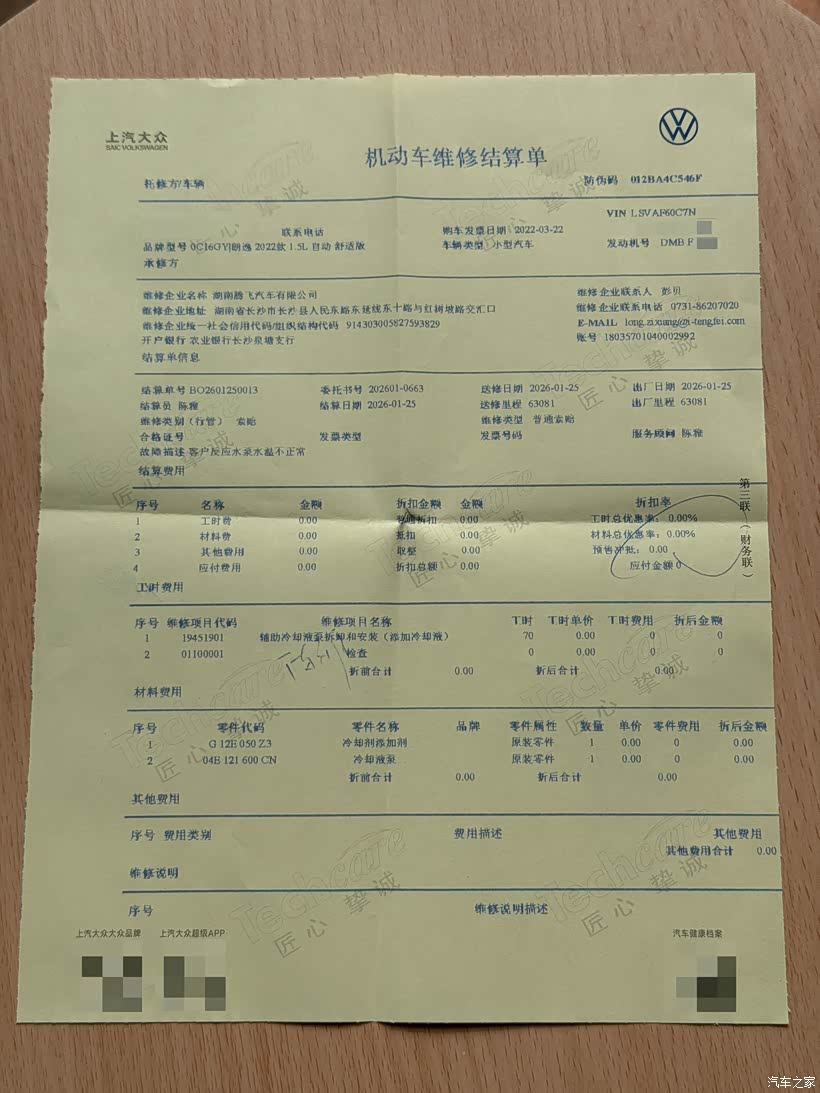 上汽大众
SAIC VOLKSWAGEN
机动车维修结算单
托修方/车辆
防伪码 012BA4C546F
VIN LSVAF60C7N
联系电话
购车发票日期 2022-03-22
品牌型号 0C16GY|朗逸 2022款 1.5L 自动 舒适版
车辆类型 小型汽车
发动机号 DMB F
承修方
维修企业名称 湖南腾飞汽车有限公司
维修企业联系人 彭贝
维修企业地址 湖南省长沙市长沙县人民东路东延线东十路与红树坡路交汇口
维修企业联系电话 0731-86207020
维修企业统一社会信用代码/组织结构代码 914303005827593829
E-MAIL long.zixuang@i-tengfei.com
开户银行 农业银行长沙泉塘支行
账号 18035701040002992
结算单信息
结算单号 BO2601250013 委托书号 202601-0663 送修日期 2026-01-25 出厂日期 2026-01-25
结算员 陈雅 结算日期 2026-01-25 送修里程 63081 出厂里程 63081
维修类别（行管） 索赔 维修类型 普通索赔
合格证号 发票类型 发票号码 服务顾问 陈雅
故障描述 客户反应水泵水温不正常
结算费用
第三联（财务联）
序号 名称 金额 折扣金额 金额 折扣率
1 工时费 0.00 普通折扣 0.00 工时总优惠率：0.00%
2 材料费 0.00 抵扣 0.00 材料总优惠率：0.00%
3 其他费用 0.00 取整 0.00 预售冲抵：0.00
4 应付费用 0.00 折扣总额 0.00 应付金额 0
工时费用
序号 维修项目代码 维修项目名称 工时 工时单价 工时费用 折后金额
1 19451901 辅助冷却液泵拆卸和安装（添加冷却液） 70 0.00 0 0
2 01100001 检查 0 0.00 0 0
折前合计 0.00 折后合计 0.00
材料费用
序号 零件代码 零件名称 品牌 零件属性 数量 单价 零件费用 折后金额
1 G 12E 050 Z3 冷却剂添加剂 原装零件 1 0.00 0 0.00
2 04E 121 600 CN 冷却液泵 原装零件 1 0.00 0 0.00
折前合计 0.00 折后合计 0.00
其他费用
序号 费用类别 费用描述 其他费用
其他费用合计 0.00
维修说明
序号 维修说明描述
上汽大众大众品牌 上汽大众超级APP 汽车健康档案
Techcare
匠心 挚诚
汽车之家